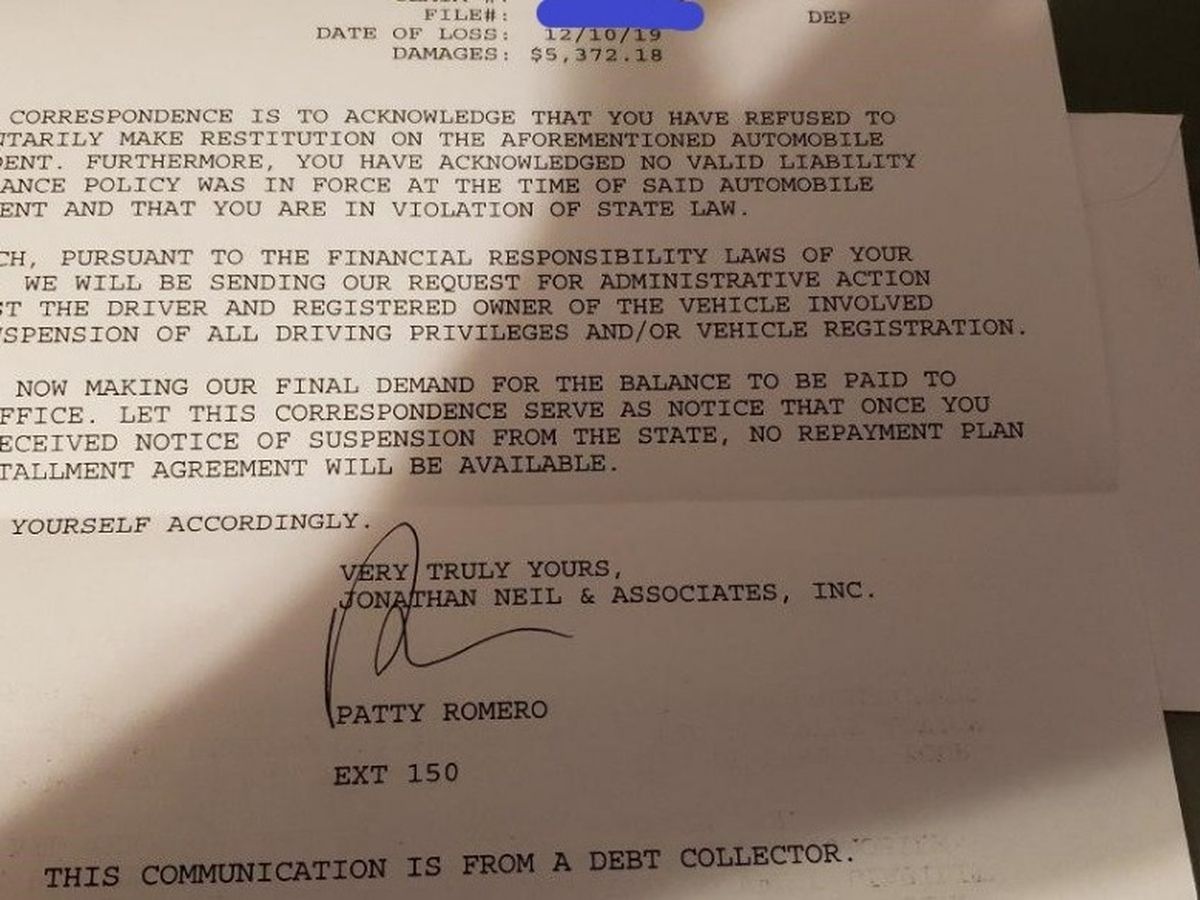 FILE#: DEP
DATE OF LOSS: 12/10/19
DAMAGES: $5,372.18
CORRESPONDENCE IS TO ACKNOWLEDGE THAT YOU HAVE REFUSED TO
NTARILY MAKE RESTITUTION ON THE AFOREMENTIONED AUTOMOBILE
DENT. FURTHERMORE, YOU HAVE ACKNOWLEDGED NO VALID LIABILITY
ANCE POLICY WAS IN FORCE AT THE TIME OF SAID AUTOMOBILE
ENT AND THAT YOU ARE IN VIOLATION OF STATE LAW.
CH, PURSUANT TO THE FINANCIAL RESPONSIBILITY LAWS OF YOUR
WE WILL BE SENDING OUR REQUEST FOR ADMINISTRATIVE ACTION
ST THE DRIVER AND REGISTERED OWNER OF THE VEHICLE INVOLVED
USPENSION OF ALL DRIVING PRIVILEGES AND/OR VEHICLE REGISTRATION.
NOW MAKING OUR FINAL DEMAND FOR THE BALANCE TO BE PAID TO
FFICE. LET THIS CORRESPONDENCE SERVE AS NOTICE THAT ONCE YOU
ECEIVED NOTICE OF SUSPENSION FROM THE STATE, NO REPAYMENT PLAN
TALLMENT AGREEMENT WILL BE AVAILABLE.
YOURSELF ACCORDINGLY.
VERY TRULY YOURS,
JONATHAN NEIL & ASSOCIATES, INC.
PATTY ROMERO
EXT 150
THIS COMMUNICATION IS FROM A DEBT COLLECTOR.